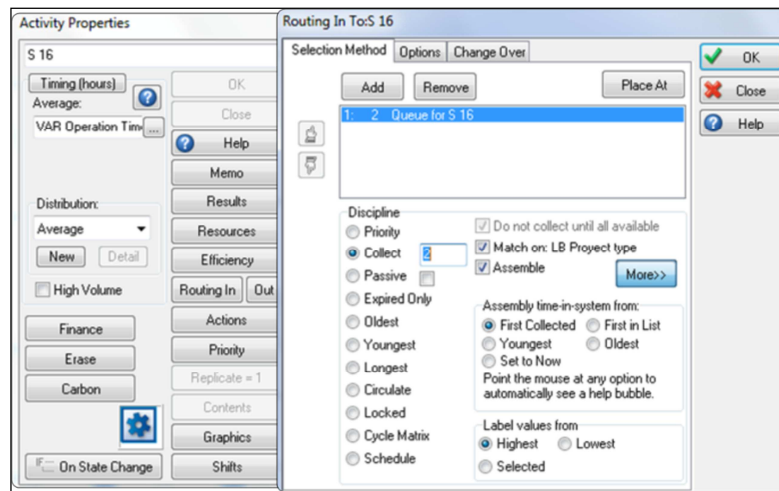 Activity Properties
S 16
Timing (hours)
Average:
VAR Operation Time
...
Distribution:
Average
New
Detail
High Volume
Finance
Erase
Carbon
On State Change
OK
Close
Help
Memo
Results
Resources
Efficiency
Routing In
Out
Actions
Priority
Replicate = 1
Contents
Graphics
Shifts
Routing In To:S 16
Selection Method
Options
Change Over
Add
Remove
Place At
1: 2 Queue for S 16
Discipline
Priority
Collect
2
Passive
Expired Only
Oldest
Youngest
Longest
Circulate
Locked
Cycle Matrix
Schedule
Do not collect until all available
Match on: LB Proyect type
Assemble
More>>
Assembly time-in-system from:
First Collected
First in List
Youngest
Oldest
Set to Now
Point the mouse at any option to
automatically see a help bubble.
Label values from
Highest
Lowest
Selected
OK
Close
Help